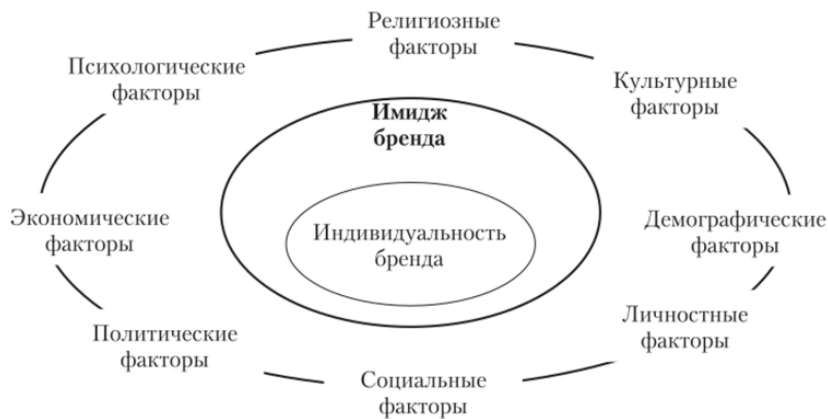 Религиозные
факторы
Психологические
факторы
Культурные
факторы
Имидж
бренда
Экономические
факторы
Индивидуальность
бренда
Демографические
факторы
Политические
факторы
Личностные
факторы
Социальные
факторы